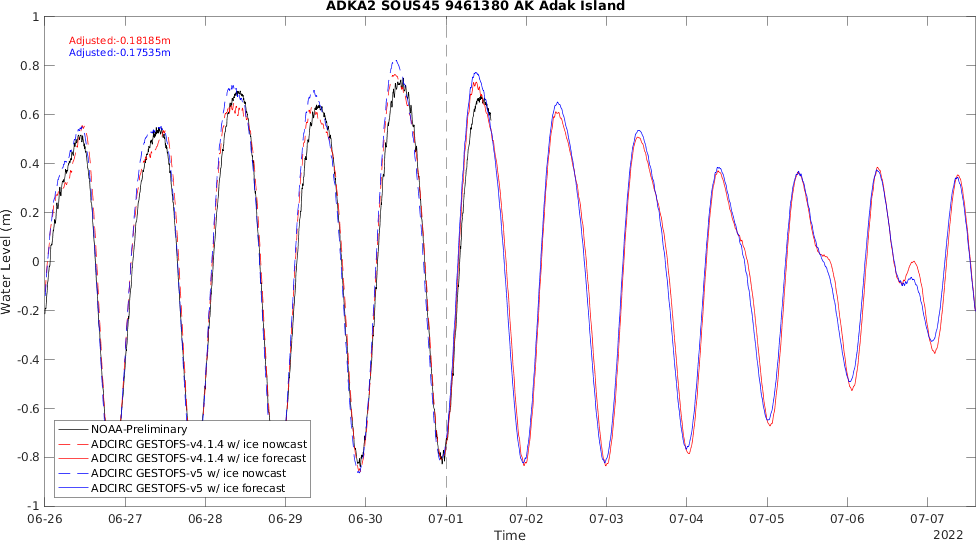 ADKA2 SOUS45 9461380 AK Adak Island
Adjusted:-0.18185m
Adjusted:-0.17535m
1
0.8
0.6
0.4
0.2
0
-0.2
-0.4
-0.6
-0.8
-1
Water Level (m)
NOAA-Preliminary
ADCIRC GESTOFS-v4.1.4 w/ ice nowcast
ADCIRC GESTOFS-v4.1.4 w/ ice forecast
ADCIRC GESTOFS-v5 w/ ice nowcast
ADCIRC GESTOFS-v5 w/ ice forecast
06-26 06-27 06-28 06-29 06-30 07-01 07-02 07-03 07-04 07-05 07-06 07-07
Time
2022